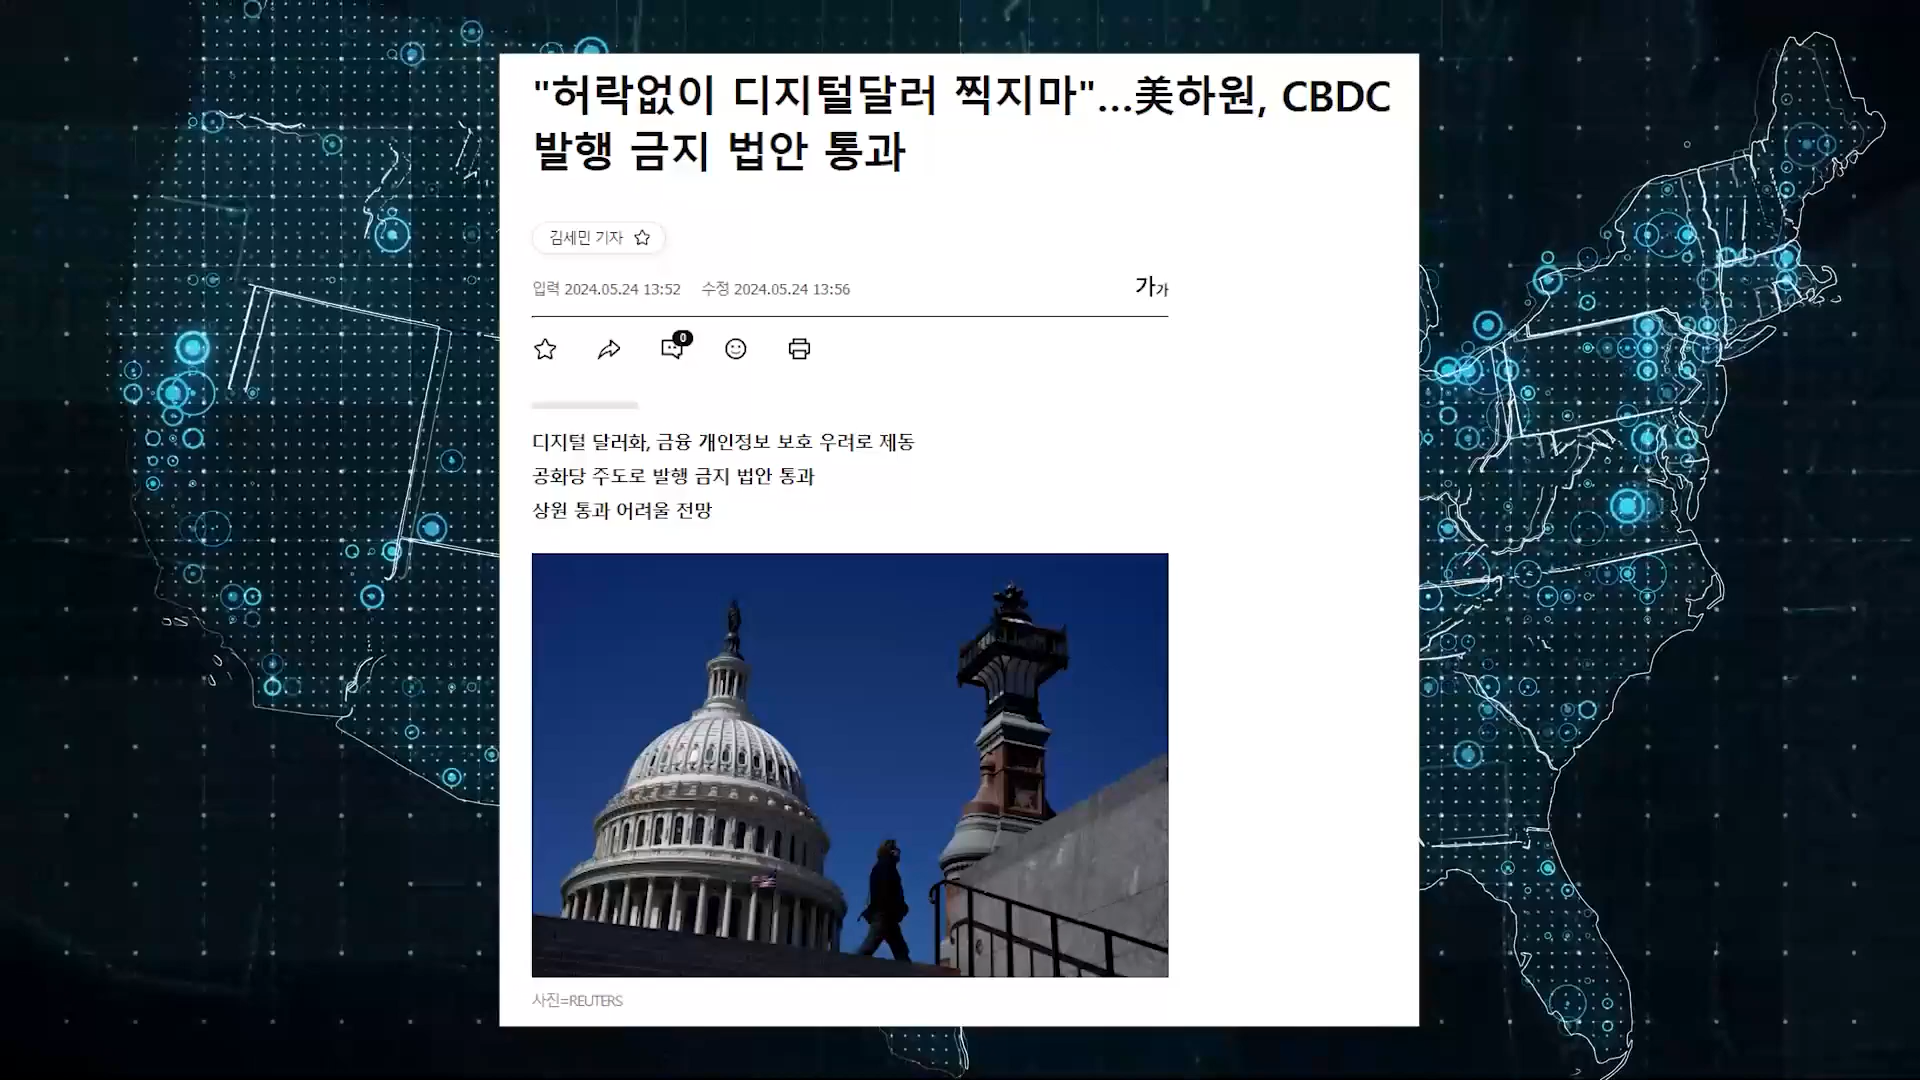 "허락없이 디지털달러 찍지마"...美하원, CBDC
발행 금지 법안 통과
김세민 기자
입력 2024.05.24 13:52 수정 2024.05.24 13:56
가가
0
디지털 달러화, 금융 개인정보 보호 우려로 제동
공화당 주도로 발행 금지 법안 통과
상원 통과 어려울 전망
사진=REUTERS